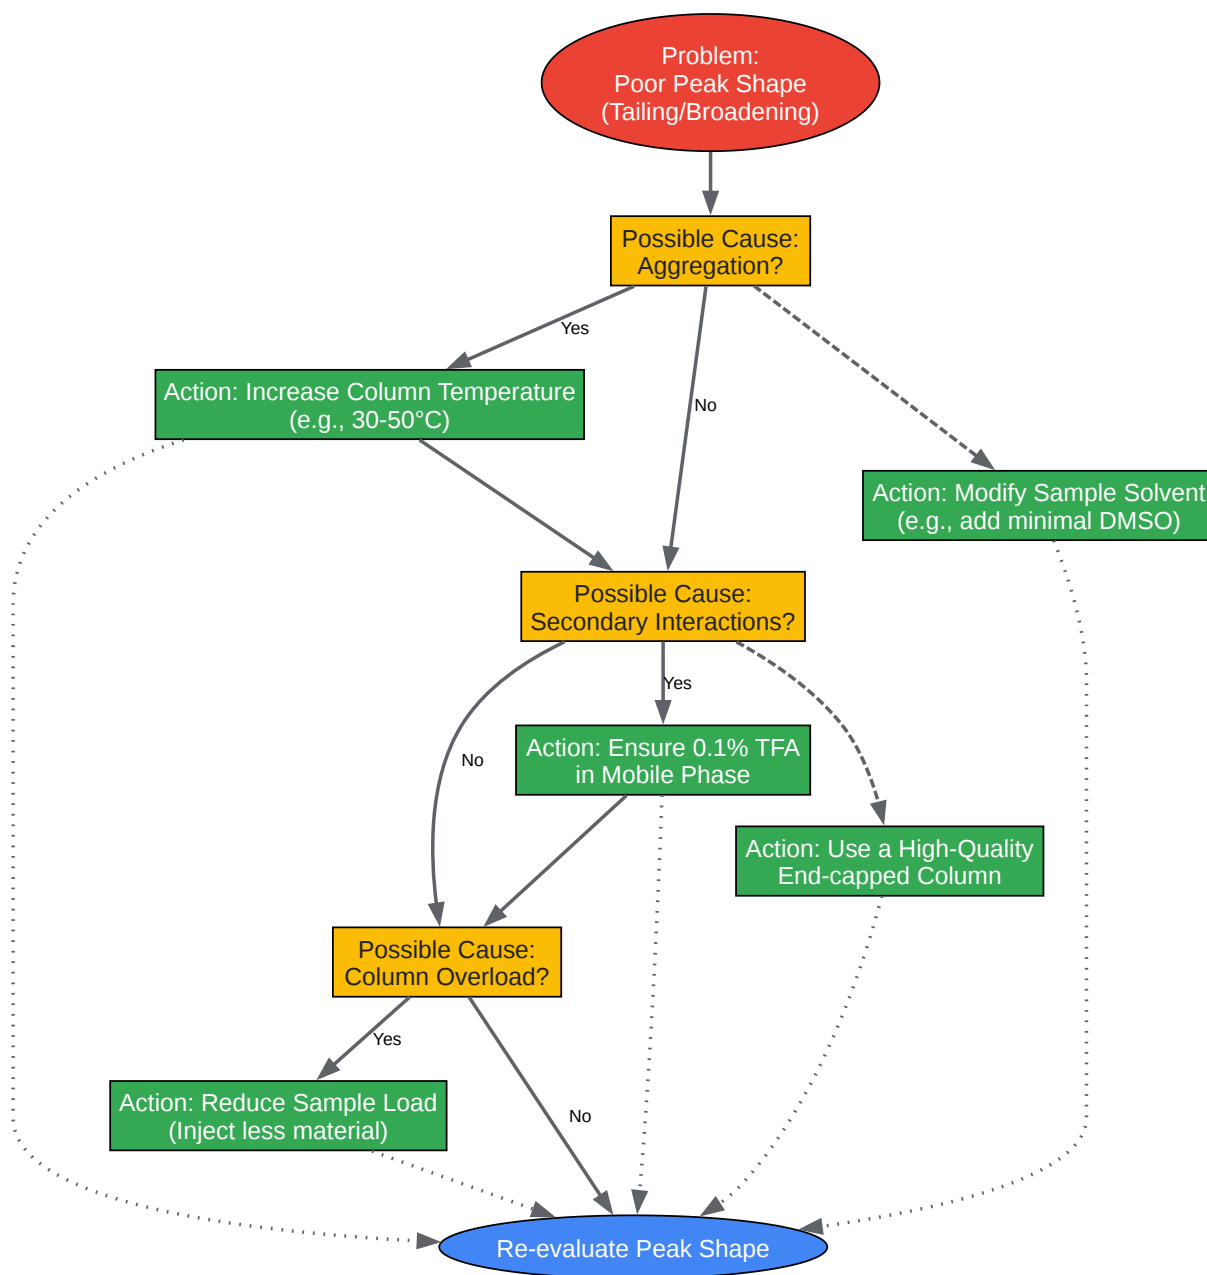 Problem:
Poor Peak Shape
(Tailing/Broadening)
Possible Cause:
Aggregation?
Yes
Action: Increase Column Temperature
(e.g., 30-50°C)
No
Action: Modify Sample Solvent
(e.g., add minimal DMSO)
Possible Cause:
Secondary Interactions?
Yes
No
Action: Ensure 0.1% TFA
in Mobile Phase
Action: Use a High-Quality
End-capped Column
Possible Cause:
Column Overload?
Yes
Action: Reduce Sample Load
(Inject less material)
No
Re-evaluate Peak Shape